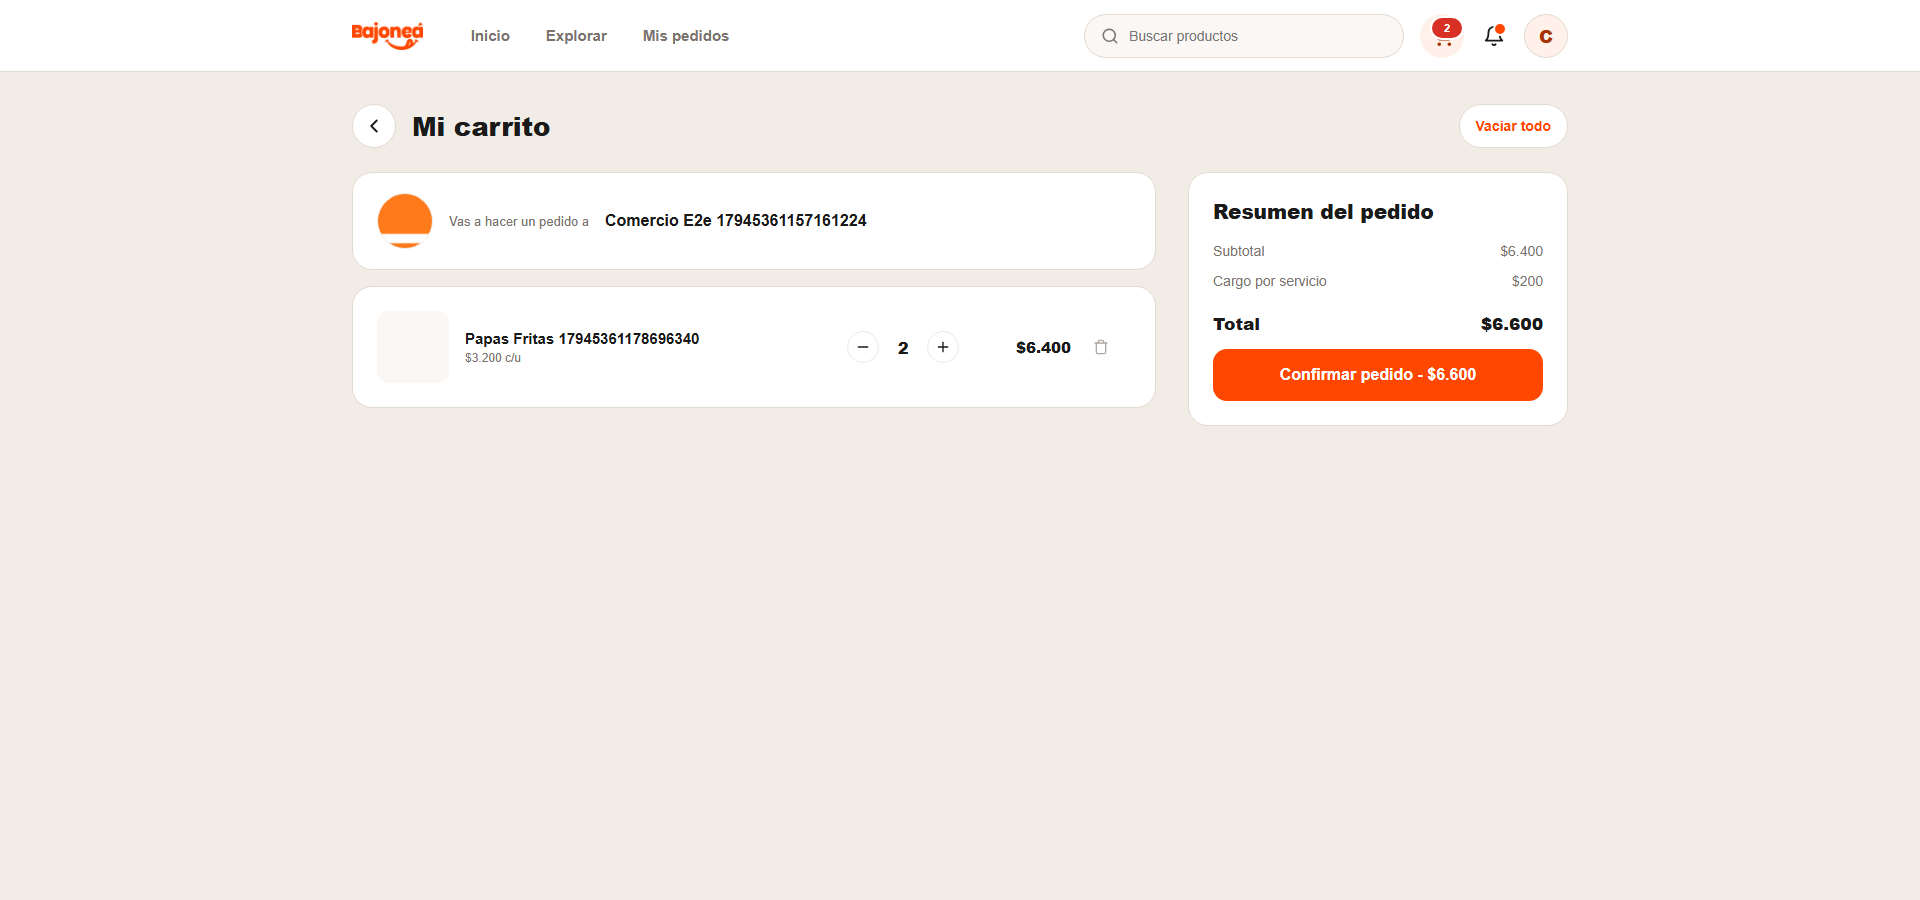 Bajoneá
Inicio
Explorar
Mis pedidos
Buscar productos
2
C
Mi carrito
Vaciar todo
Vas a hacer un pedido a Comercio E2e 17945361157161224
Papas Fritas 17945361178696340
$3.200 c/u
2
$6.400
Resumen del pedido
Subtotal $6.400
Cargo por servicio $200
Total $6.600
Confirmar pedido - $6.600